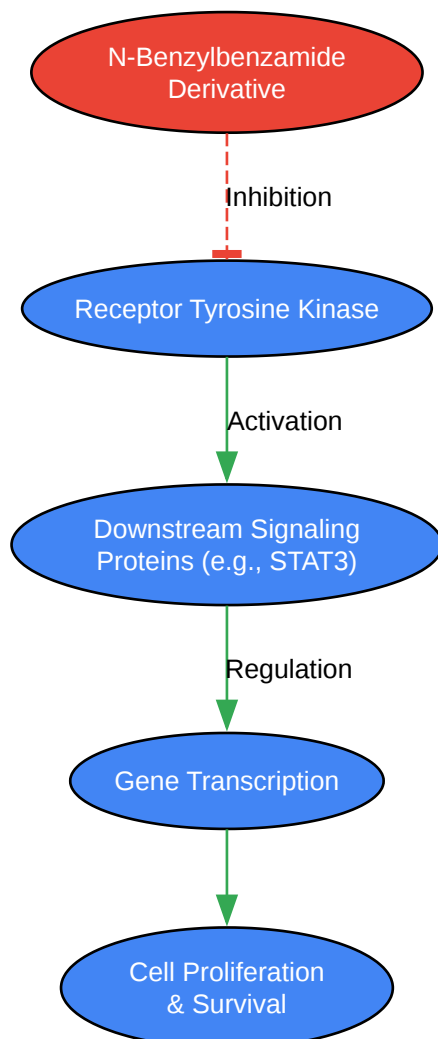 N-Benzylbenzamide
Derivative
Inhibition
Receptor Tyrosine Kinase
Activation
Downstream Signaling
Proteins (e.g., STAT3)
Regulation
Gene Transcription
Cell Proliferation
& Survival